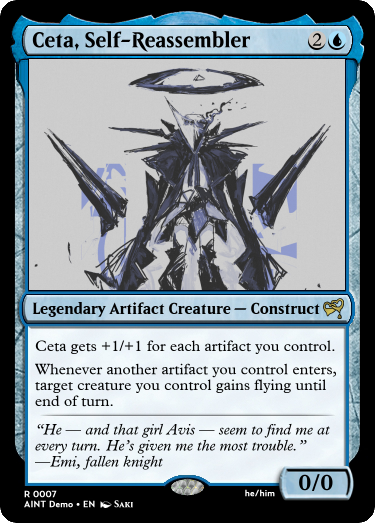 Ceta, Self-Reassembler 2
Legendary Artifact Creature — Construct
Ceta gets +1/+1 for each artifact you control.
Whenever another artifact you control enters,
target creature you control gains flying until
end of turn.
“He — and that girl Avis — seem to find me at
every turn. He's given me the most trouble.”
—Emi, fallen knight
0/0
R 0007 he/him
AINT Demo • EN Saki